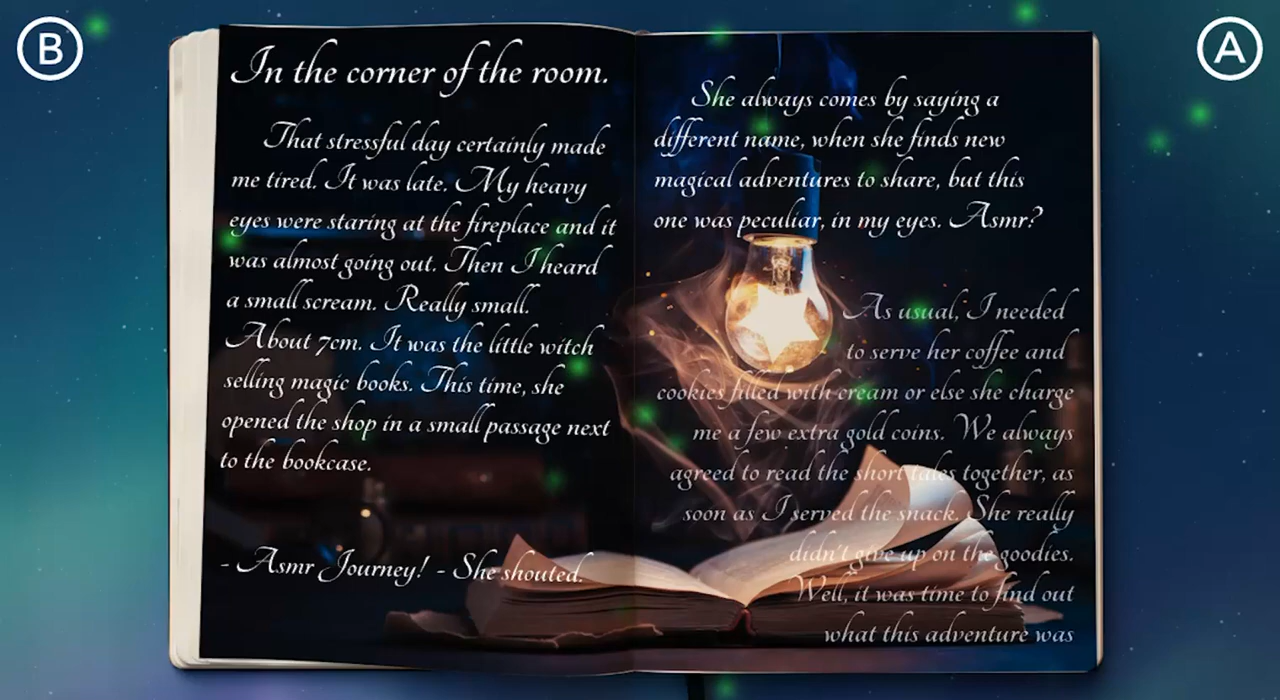 B
A
In the corner of the room.
That stressful day certainly made
me tired. It was late. My heavy
eyes were staring at the fireplace and it
was almost going out. Then I heard
a small scream. Really small.
About 7cm. It was the little witch
selling magic books. This time, she
opened the shop in a small passage next
to the bookcase.
- Asmr Journey! - She shouted.
She always comes by saying a
different name, when she finds new
magical adventures to share, but this
one was peculiar, in my eyes. Asmr?
As usual, I needed
to serve her coffee and
cookies filled with cream or else she charge
me a few extra gold coins. We always
agreed to read the short tales together, as
soon as I served the snack. She really
didn't give up on the goodies.
Well, it was time to find out
what this adventure was